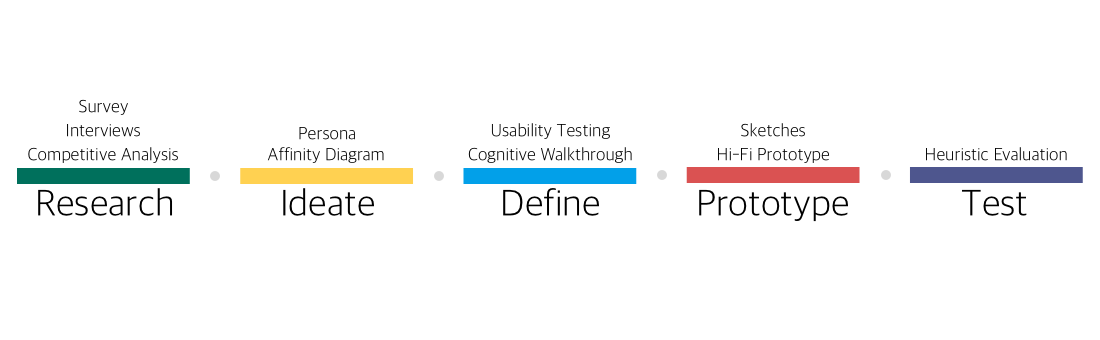 Survey
Interviews
Competitive Analysis
Research
Persona
Affinity Diagram
Ideate
Usability Testing
Cognitive Walkthrough
Define
Sketches
Hi-Fi Prototype
Prototype
Heuristic Evaluation
Test